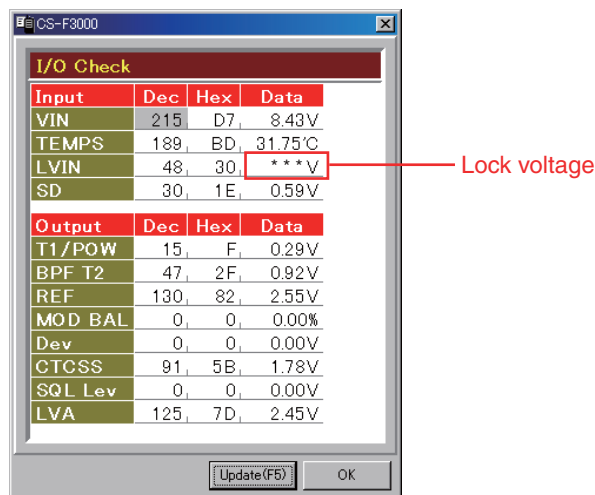 CS-F3000
I/O Check
Input Dec Hex Data
VIN 215 D7 8.43V
TEMPS 189 BD 31.75℃
LVIN 48 30 ***V Lock voltage
SD 30 1E 0.59V
Output Dec Hex Data
T1/POW 15 F 0.29V
BPF T2 47 2F 0.92V
REF 130 82 2.55V
MOD BAL 0 0 0.00%
Dev 0 0 0.00V
CTCSS 91 5B 1.78V
SQL Lev 0 0 0.00V
LVA 125 7D 2.45V
Update(F5) OK